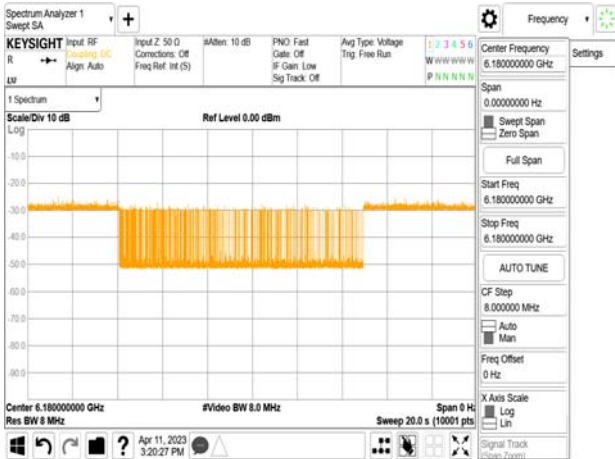 Spectrum Analyzer 1
Swept SA
+
Frequency
KEYSIGHT
R
LXI
Input: RF
Coupling: DC
Align: Auto
Input Z: 50 Ω
Corrections: Off
Freq Ref: Int (S)
#Atten: 10 dB
PNO: Fast
Gate: Off
IF Gain: Low
Sig Track: Off
Avg Type: Voltage
Trig: Free Run
1 2 3 4 5 6
W W W W W W
P N N N N N
Center Frequency
6.180000000 GHz
Settings
Span
0.00000000 Hz
Swept Span
Zero Span
Full Span
Start Freq
6.180000000 GHz
Stop Freq
6.180000000 GHz
AUTO TUNE
CF Step
8.000000 MHz
Auto
Man
Freq Offset
0 Hz
X Axis Scale
Log
Lin
Signal Track
(Span Zoom)
1 Spectrum
Scale/Div 10 dB
Ref Level 0.00 dBm
Log
-10.0
-20.0
-30.0
-40.0
-50.0
-60.0
-70.0
-80.0
-90.0
Center 6.180000000 GHz
#Video BW 8.0 MHz
Span 0 Hz
Res BW 8 MHz
Sweep 20.0 s (10001 pts
?
Apr 11, 2023
3:20:27 PM